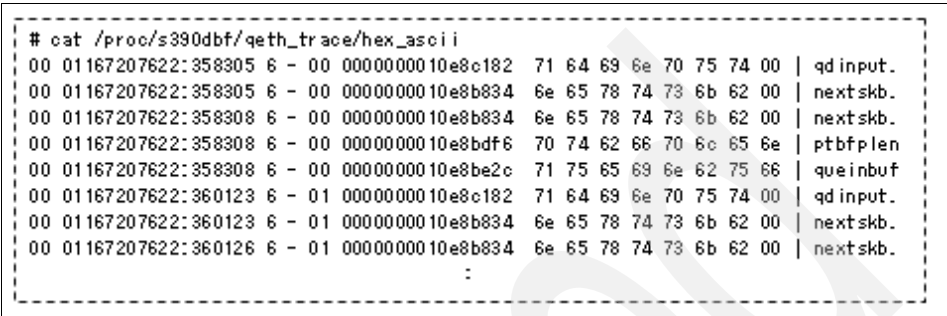 # cat /proc/s390dbf/qeth_trace/hex_ascii
00 01167207622:358305 6 - 00 0000000010e8c182 71 64 69 6e 70 75 74 00 | qdinput.
00 01167207622:358305 6 - 00 0000000010e8b834 6e 65 78 74 73 6b 62 00 | nextskb.
00 01167207622:358308 6 - 00 0000000010e8b834 6e 65 78 74 73 6b 62 00 | nextskb.
00 01167207622:358308 6 - 00 0000000010e8bdf6 70 74 62 66 70 6c 65 6e | ptbfplen
00 01167207622:358308 6 - 00 0000000010e8be2c 71 75 65 69 6e 62 75 66 | queinbuf
00 01167207622:360123 6 - 01 0000000010e8c182 71 64 69 6e 70 75 74 00 | qdinput.
00 01167207622:360123 6 - 01 0000000010e8b834 6e 65 78 74 73 6b 62 00 | nextskb.
00 01167207622:360126 6 - 01 0000000010e8b834 6e 65 78 74 73 6b 62 00 | nextskb.
: